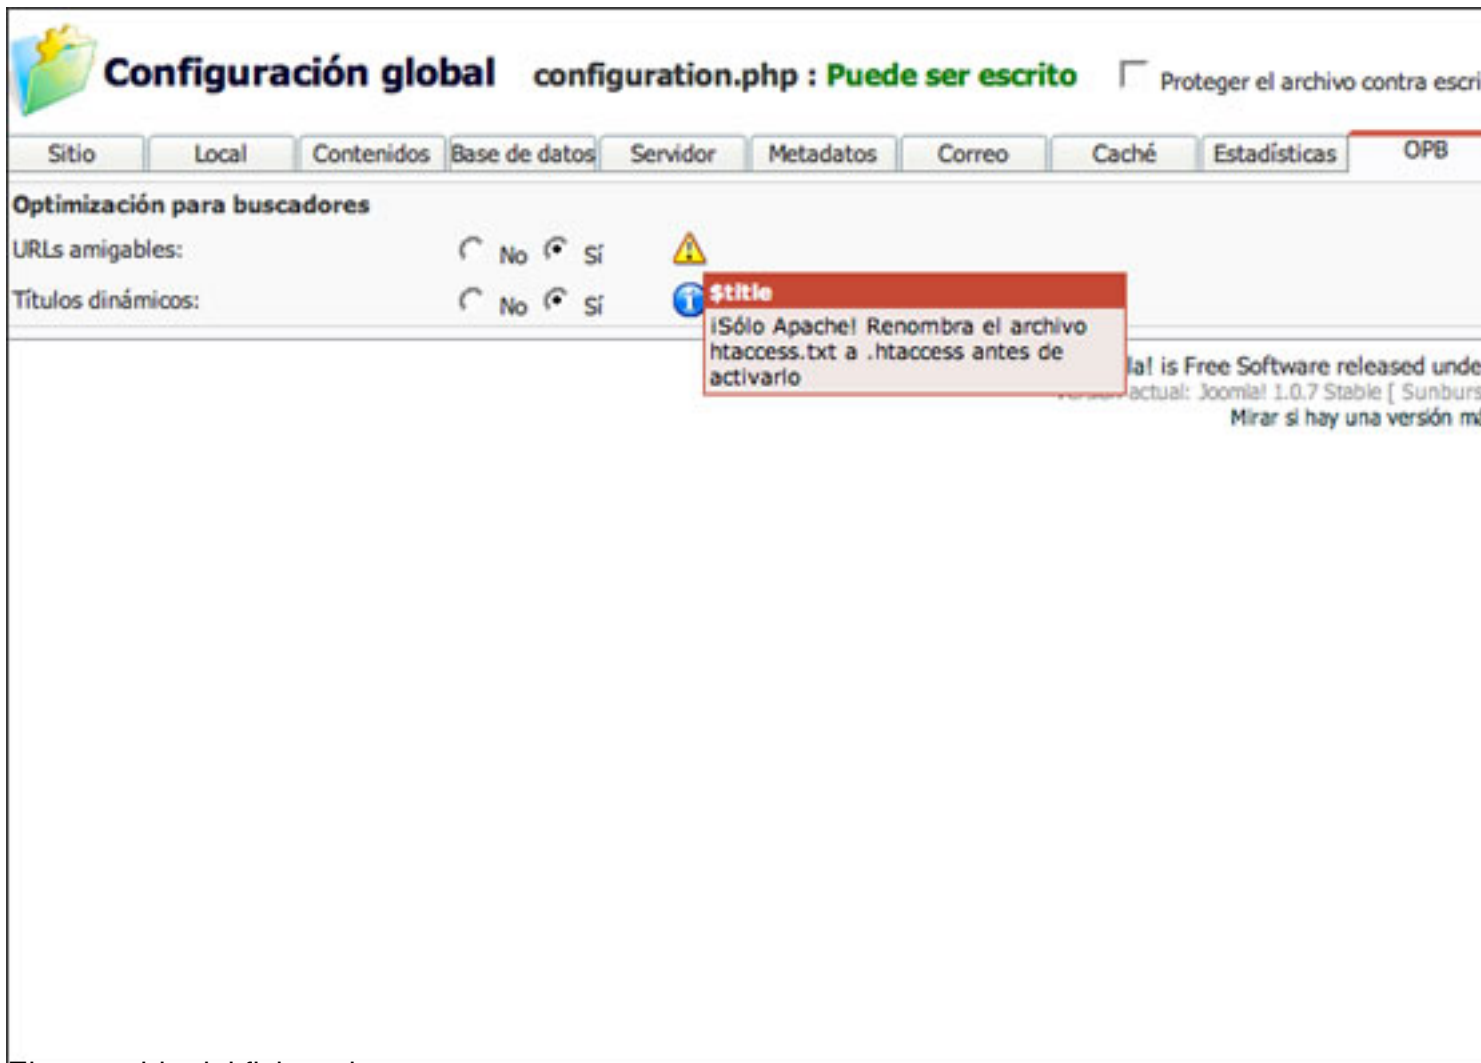 Configuración global configuration.php : Puede ser escrito Proteger el archivo contra escri
Sitio Local Contenidos Base de datos Servidor Metadatos Correo Caché Estadísticas OPB
Optimización para buscadores
URLs amigables: No Sí
Títulos dinámicos: No Sí
$title
¡Sólo Apache! Renombra el archivo
htaccess.txt a .htaccess antes de
activarlo
la! is Free Software released unde
actual: Joomla! 1.0.7 Stable [ Sunburs
Mirar si hay una versión má